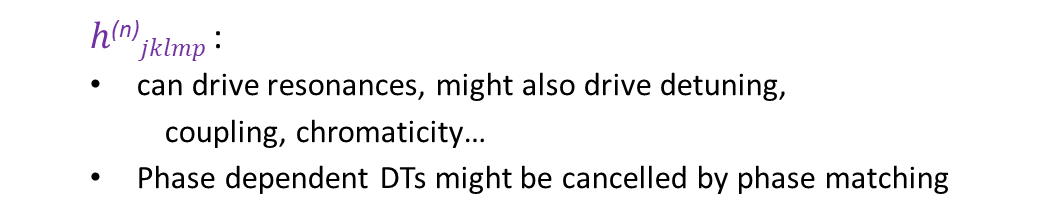 h(n)jklmp :
• can drive resonances, might also drive detuning,
coupling, chromaticity…
• Phase dependent DTs might be cancelled by phase matching